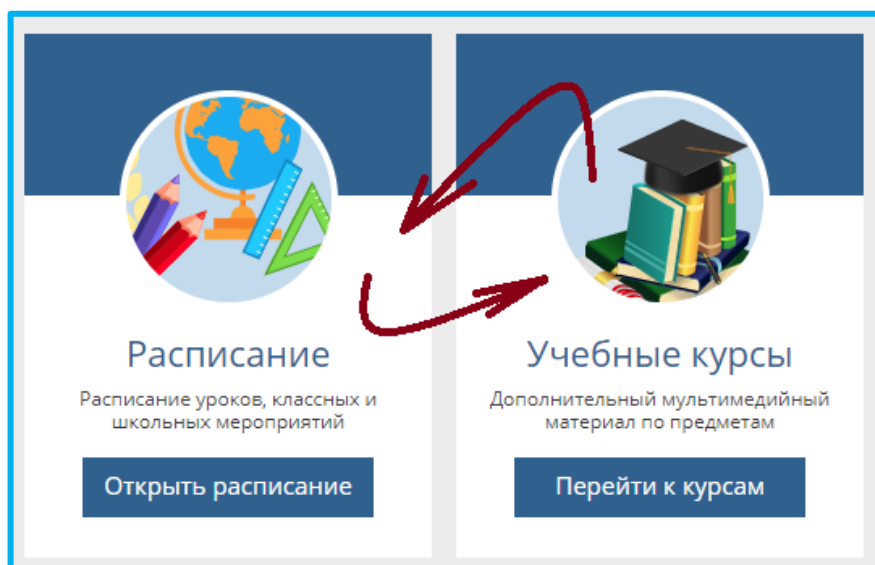 Расписание
Расписание уроков, классных и
школьных мероприятий
Открыть расписание
Учебные курсы
Дополнительный мультимедийный
материал по предметам
Перейти к курсам